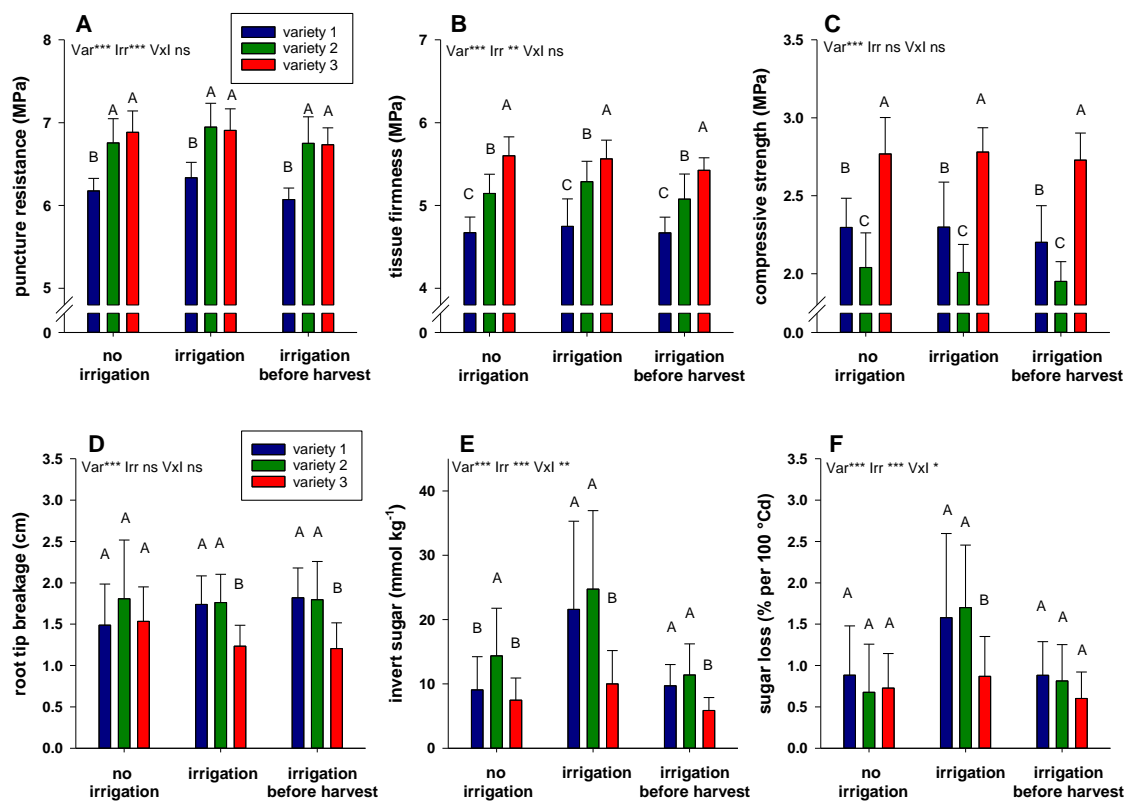 A
Var*** Irr*** VxI ns
variety 1
variety 2
variety 3
puncture resistance (MPa)
8
7
6
5
0
B
A
A
B
A
A
B
A
A
no
irrigation
irrigation
irrigation
before harvest
B
Var*** Irr ** VxI ns
tissue firmness (MPa)
7
6
5
4
0
C
B
A
C
B
A
C
B
A
no
irrigation
irrigation
irrigation
before harvest
C
Var*** Irr ns VxI ns
compressive strength (MPa)
3.5
3.0
2.5
2.0
0.0
B
C
A
B
C
A
B
C
A
no
irrigation
irrigation
irrigation
before harvest
D
Var*** Irr ns VxI ns
variety 1
variety 2
variety 3
root tip breakage (cm)
3.5
3.0
2.5
2.0
1.5
1.0
0.5
0.0
A
A
A
A
A
B
A
A
B
no
irrigation
irrigation
irrigation
before harvest
E
Var*** Irr *** VxI **
invert sugar (mmol kg-1)
40
30
20
10
0
B
A
B
A
A
B
A
A
B
no
irrigation
irrigation
irrigation
before harvest
F
Var*** Irr *** VxI *
sugar loss (% per 100 °Cd)
3.5
3.0
2.5
2.0
1.5
1.0
0.5
0.0
A
A
A
A
A
B
A
A
A
no
irrigation
irrigation
irrigation
before harvest